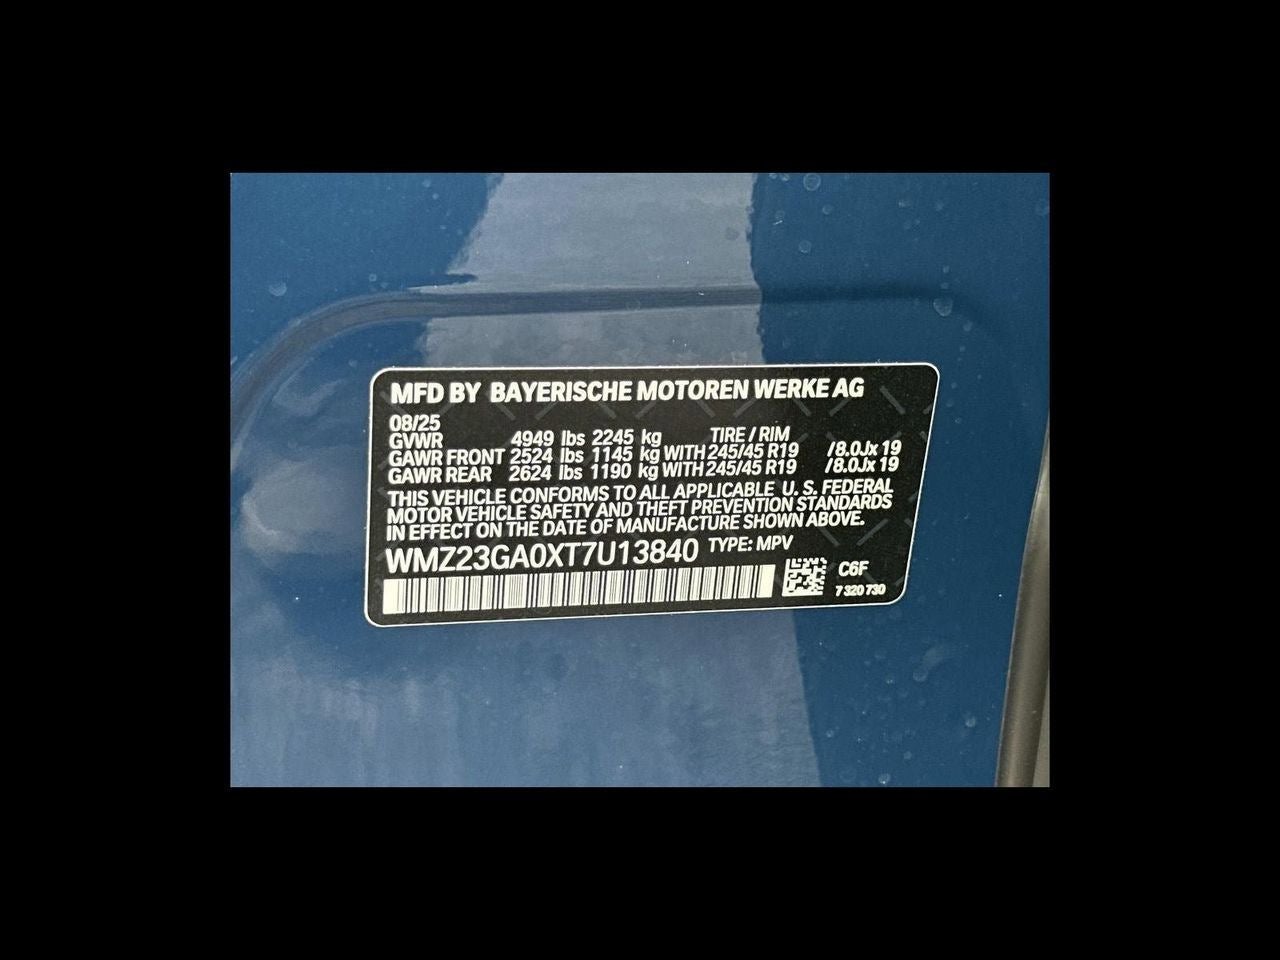 MFD BY BAYERISCHE MOTOREN WERKE AG
08/25
GVWR 4949 lbs 2245 kg TIRE / RIM
GAWR FRONT 2524 lbs 1145 kg WITH 245/45 R19 /8.0Jx 19
GAWR REAR 2624 lbs 1190 kg WITH 245/45 R19 /8.0Jx 19
THIS VEHICLE CONFORMS TO ALL APPLICABLE U. S. FEDERAL
MOTOR VEHICLE SAFETY AND THEFT PREVENTION STANDARDS
IN EFFECT ON THE DATE OF MANUFACTURE SHOWN ABOVE.
WMZ23GA0XT7U13840 TYPE: MPV
C6F
7 320 730